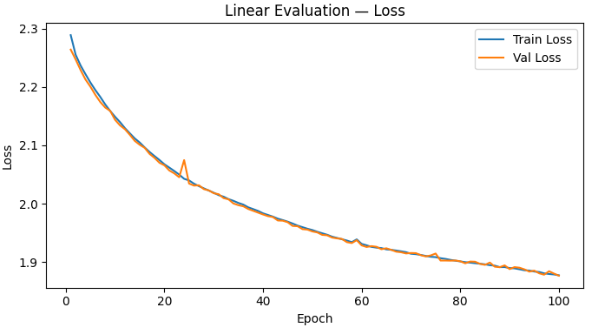 Linear Evaluation — Loss
2.3
2.2
2.1
2.0
1.9
Loss
Train Loss
Val Loss
0
20
40
60
80
100
Epoch